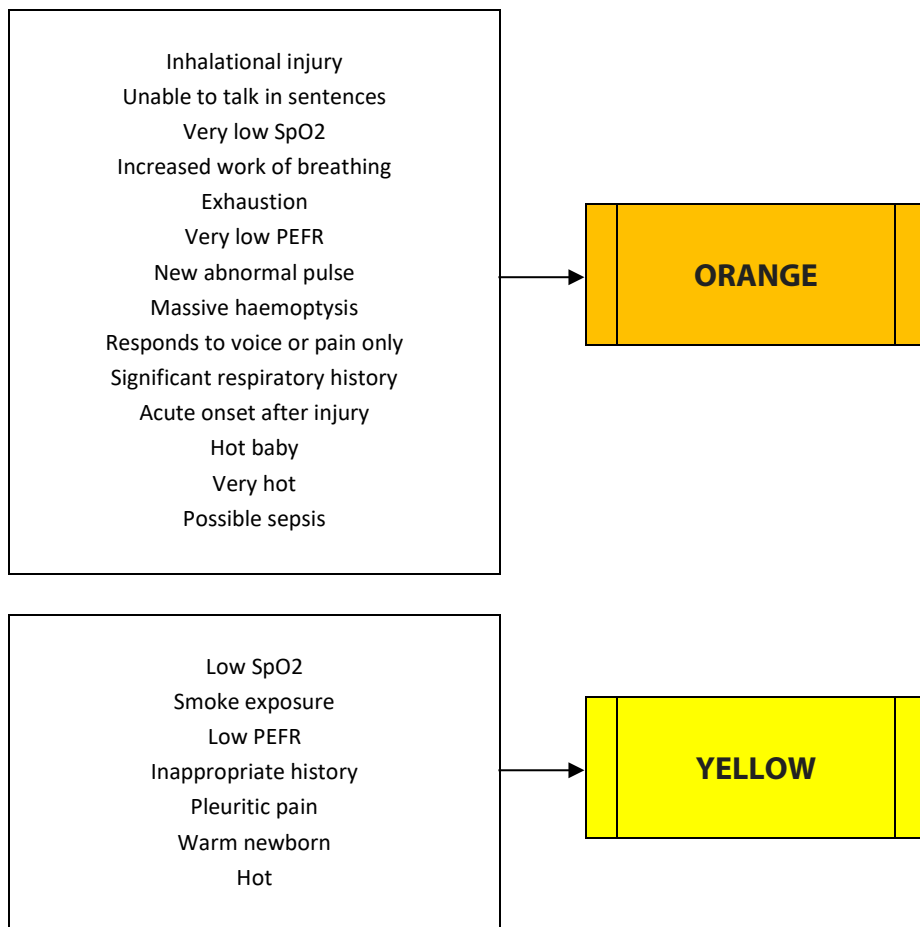 Inhalational injury
Unable to talk in sentences
Very low SpO2
Increased work of breathing
Exhaustion
Very low PEFR
New abnormal pulse
Massive haemoptysis
Responds to voice or pain only
Significant respiratory history
Acute onset after injury
Hot baby
Very hot
Possible sepsis
ORANGE
Low SpO2
Smoke exposure
Low PEFR
Inappropriate history
Pleuritic pain
Warm newborn
Hot
YELLOW